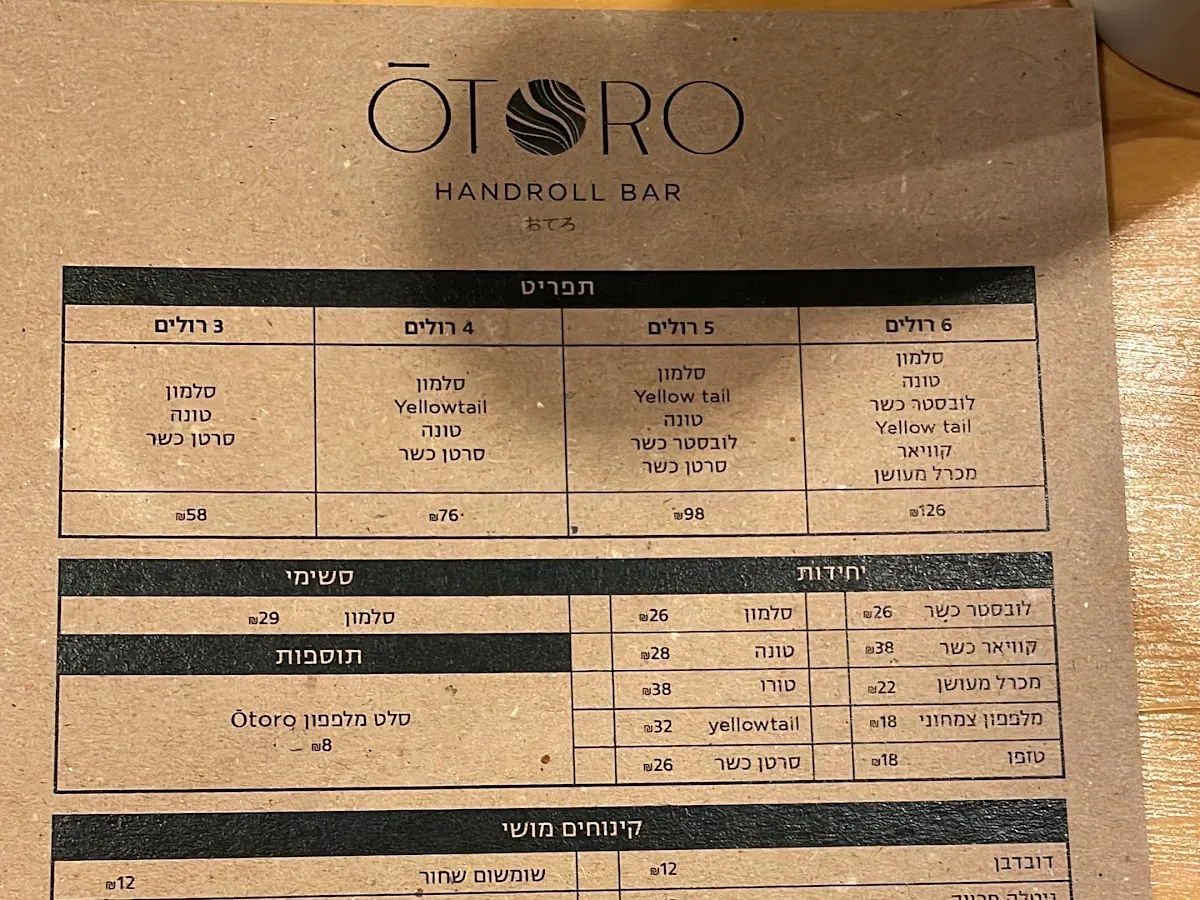 ŌTORO
HANDROLL BAR
おてろ
תפריט
6 רולים
סלמון
טונה
לובסטר כשר
Yellow tail
קוויאר
מכרל מעושן
₪126
5 רולים
סלמון
Yellow tail
טונה
לובסטר כשר
סרטן כשר
₪98
4 רולים
סלמון
Yellowtail
טונה
סרטן כשר
₪76
3 רולים
סלמון
טונה
סרטן כשר
₪58
יחידות
לובסטר כשר ₪26
קוויאר כשר ₪38
מכרל מעושן ₪22
מלפפון צמחוני ₪18
טזפו ₪18
סלמון ₪26
טונה ₪28
טורו ₪38
yellowtail ₪32
סרטן כשר ₪26
סשימי
סלמון ₪29
תוספות
סלט מלפפון Ōtoro
₪8
קינוחים מושי
דובדבן ₪12
שומשום שחור ₪12